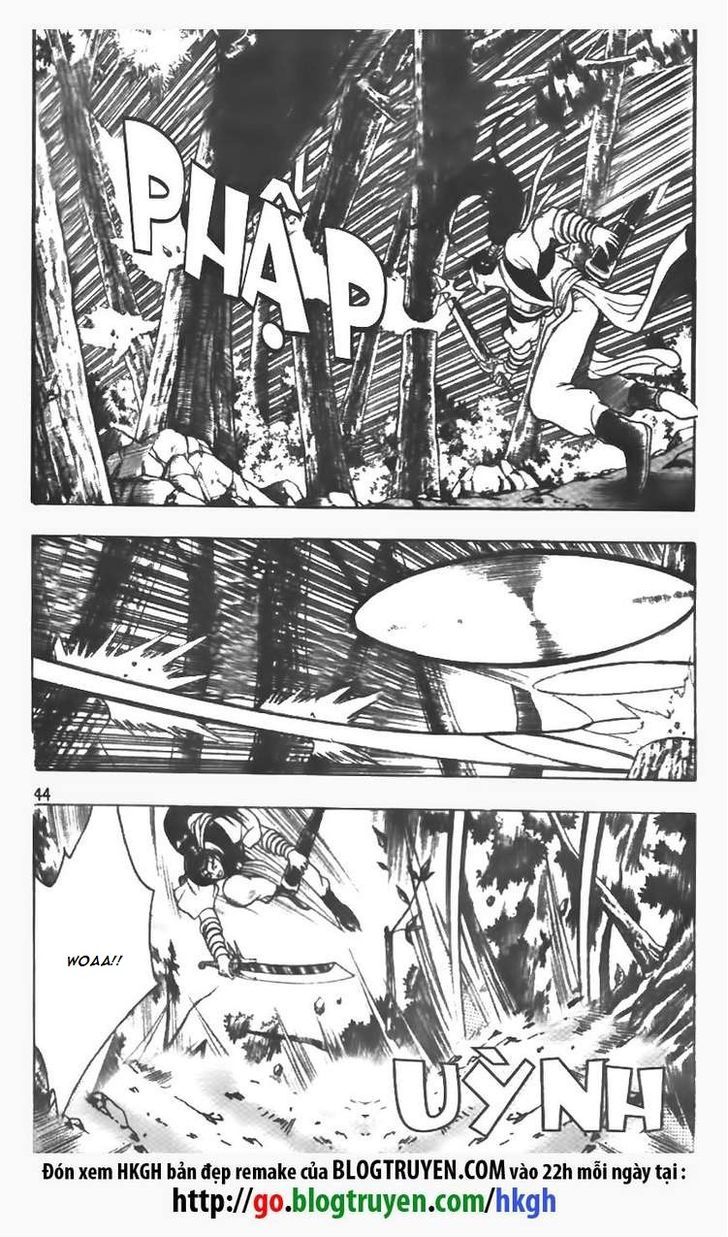 PHẬP
44
WOAA!!
UỲNH
Đón xem HKGH bản đẹp remake của BLOGTRUYEN.COM vào 22h mỗi ngày tại :
http://go.blogtruyen.com/hkgh